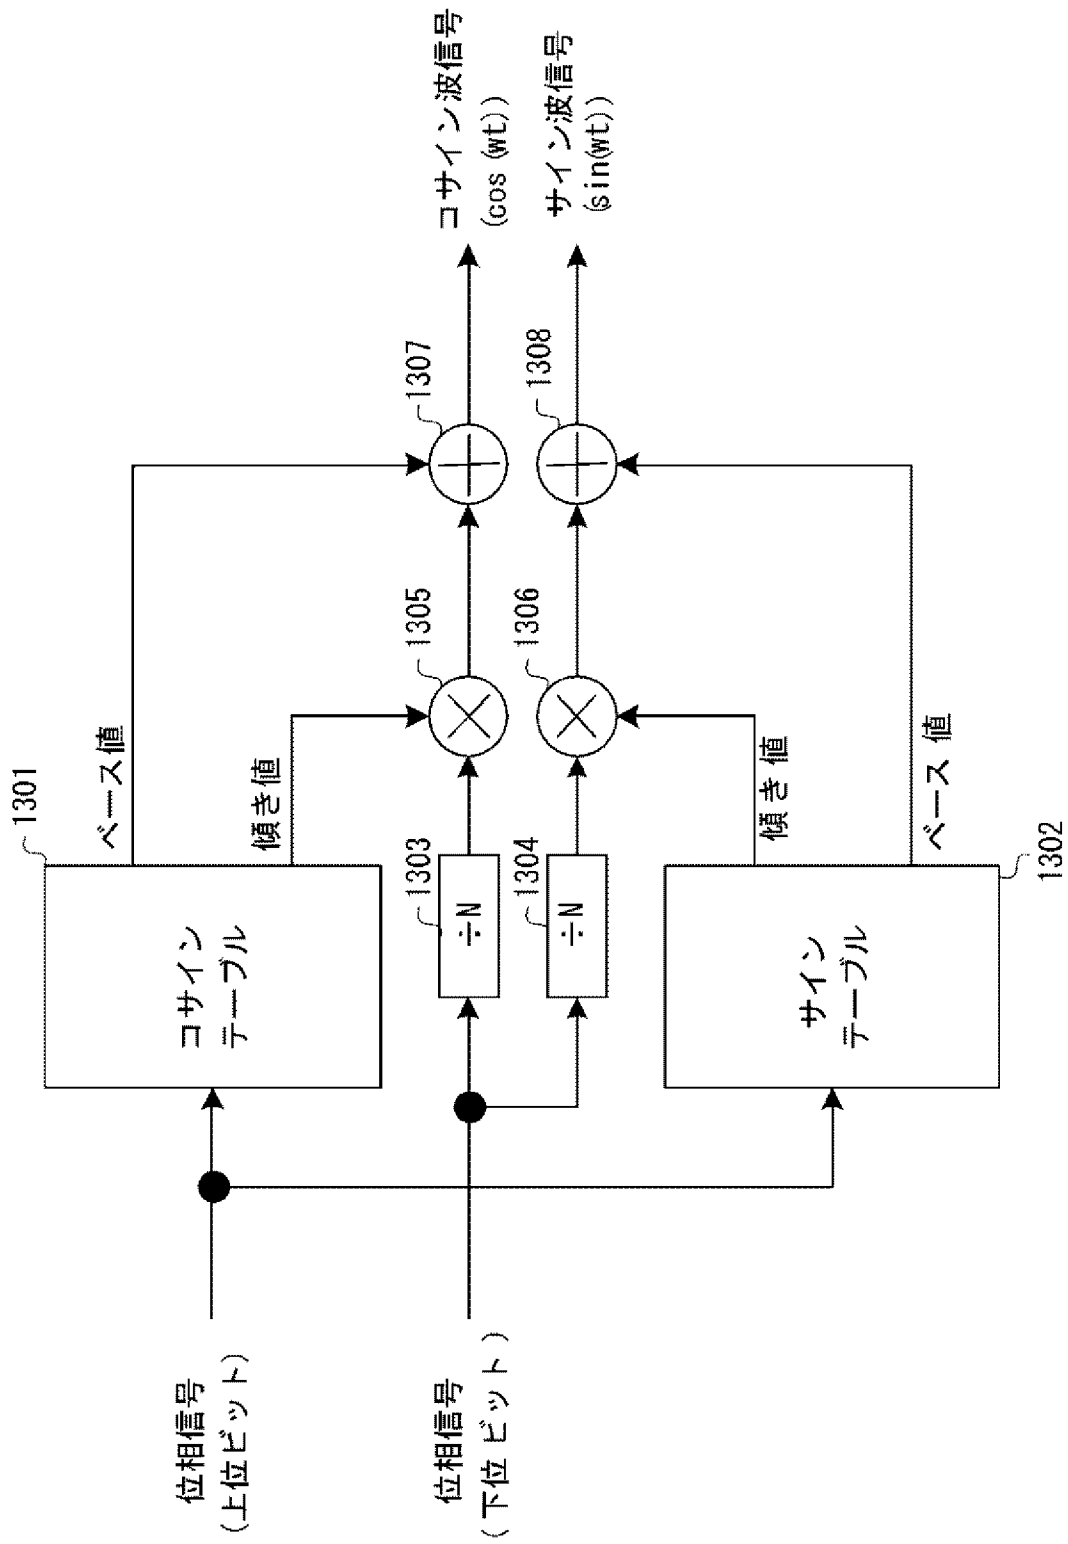 位相信号
(上位ビット)
位相信号
(下位 ビット )
1301
コサイン
テーブル
ベース値
傾き値
1303
÷N
1304
÷N
サイン
テーブル
1302
傾き値
ベース 値
1305
1306
1307
1308
コサイン波信号
(cos (wt))
サイン波信号
(sin(wt))